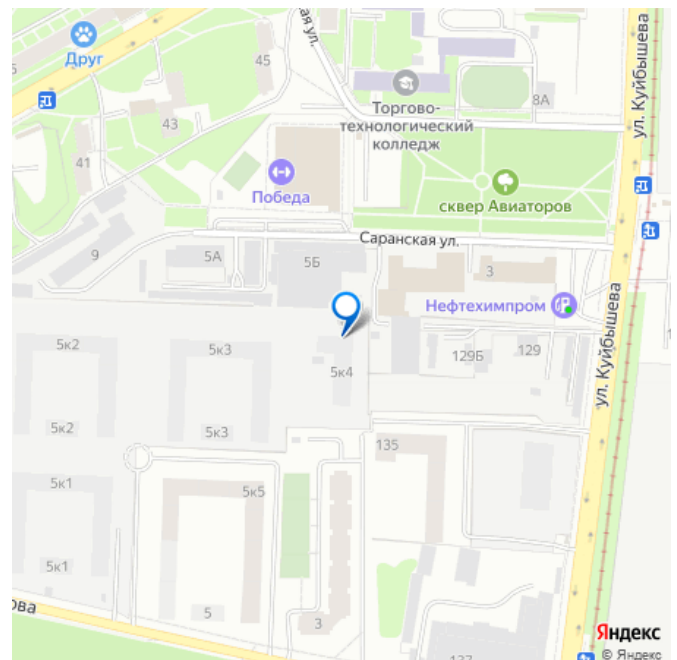 ая ул.
ул. Куйбышева
Друг
45
8А
Торгово-
технологический
колледж
43
41
Победа
сквер Авиаторов
Саранская ул.
9
5А
5Б
3
Нефтехимпром
ул. Куйбышева
5к2
5к3
129Б
129
5к4
5к2
5к3
135
5к1
5к5
5к1
ова
5
3
137
Яндекс
© Яндекс